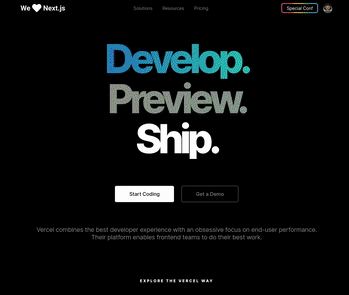 We ❤ Next.js
Solutions Resources Pricing
Special Conf
Develop.
Preview.
Ship.
Start Coding
Get a Demo
Vercel combines the best developer experience with an obsessive focus on end-user performance.
Their platform enables frontend teams to do their best work.
EXPLORE THE VERCEL WAY